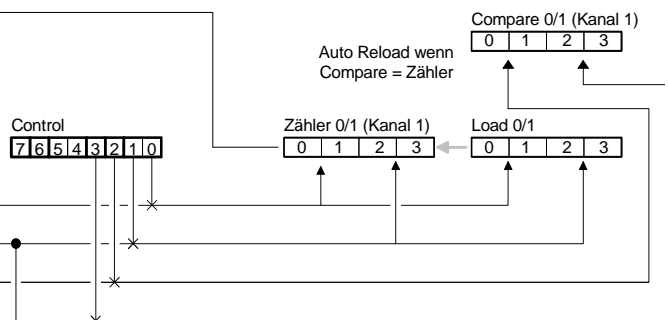 Compare 0/1 (Kanal 1)
0 1 2 3
Auto Reload wenn
Compare = Zähler
Control
7 6 5 4 3 2 1 0
Zähler 0/1 (Kanal 1)
0 1 2 3
Load 0/1
0 1 2 3